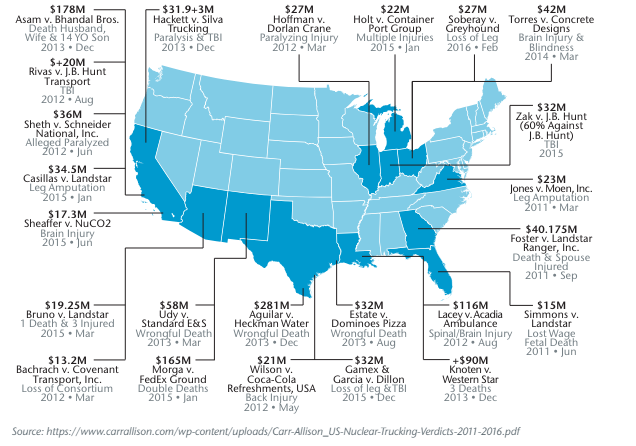 $178M
Asam v. Bhandal Bros.
Death Husband,
Wife & 14 YO Son
2013 • Dec
$+20M
Rivas v. J.B. Hunt
Transport
TBI
2012 • Aug
$36M
Sheth v. Schneider
National, Inc.
Alleged Paralyzed
2012 • Jun
$34.5M
Casillas v. Landstar
Leg Amputation
2015 • Jan
$17.3M
Sheaffer v. NuCO2
Brain Injury
2015 • Jun
$31.9+3M
Hackett v. Silva
Trucking
Paralysis & TBI
2013 • Dec
$27M
Hoffman v.
Dorlan Crane
Paralyzing Injury
2012 • Mar
$22M
Holt v. Container
Port Group
Multiple Injuries
2015 • Jan
$27M
Soberay v.
Greyhound
Loss of Leg
2016 • Feb
$42M
Torres v. Concrete
Designs
Brain Injury &
Blindness
2014 • Mar
$32M
Zak v. J.B. Hunt
(60% Against
J.B. Hunt)
TBI
2015
$23M
Jones v. Moen, Inc.
Leg Amputation
2011 • Mar
$40.175M
Foster v. Landstar
Ranger, Inc.
Death & Spouse
Injured
2011 • Sep
$19.25M
Bruno v. Landstar
1 Death & 3 Injured
2015 • Mar
$58M
Udy v.
Standard E&S
Wrongful Death
2013 • Mar
$281M
Aguilar v.
Heckman Water
Wrongful Death
2013 • Dec
$32M
Estate v.
Dominoes Pizza
Wrongful Death
2013 • Aug
$116M
Lacey v. Acadia
Ambulance
Spinal/Brain Injury
2012 • Aug
$15M
Simmons v.
Landstar
Lost Wage
Fetal Death
2011 • Jun
$13.2M
Bachrach v. Covenant
Transport, Inc.
Loss of Consortium
2012 • Mar
$165M
Morga v.
FedEx Ground
Double Deaths
2015 • Jan
$21M
Wilson v.
Coca-Cola
Refreshments, USA
Back Injury
2012 • May
$32M
Gamex &
Garcia v. Dillon
Loss of leg &TBI
2015 • Dec
+$90M
Knoten v.
Western Star
3 Deaths
2013 • Dec
Source: https://www.carrallison.com/wp-content/uploads/Carr-Allison_US-Nuclear-Trucking-Verdicts-2011-2016.pdf